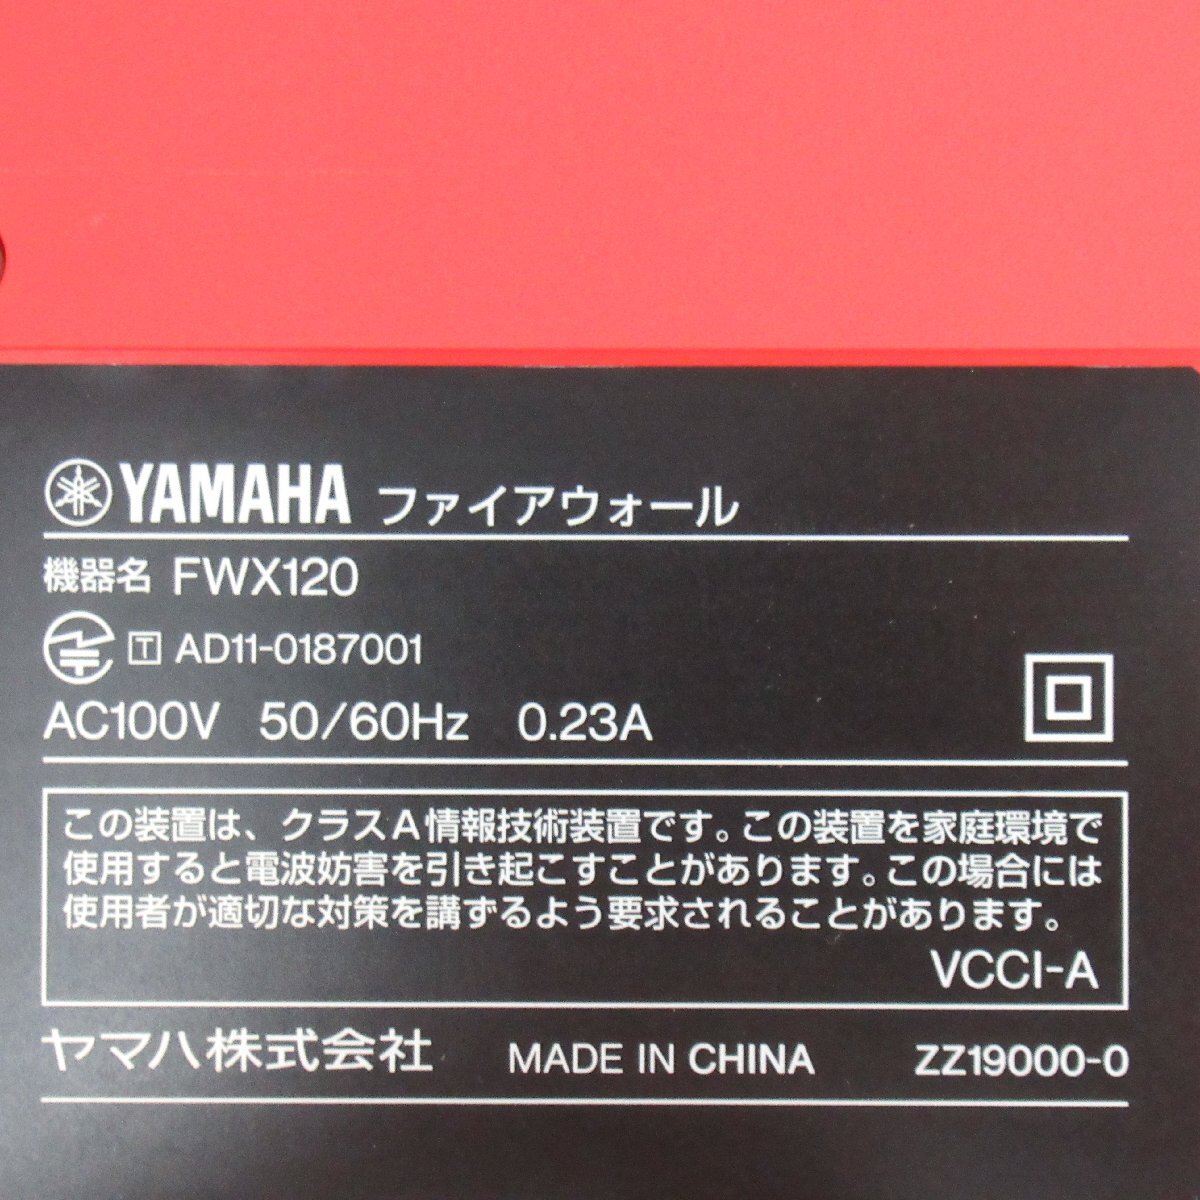 YAMAHA ファイアウォール
機器名 FWX120
T AD11-0187001
AC100V 50/60Hz 0.23A
この装置は、クラスA情報技術装置です。この装置を家庭環境で
使用すると電波妨害を引き起こすことがあります。この場合には
使用者が適切な対策を講ずるよう要求されることがあります。
VCCI-A
ヤマハ株式会社 MADE IN CHINA ZZ19000-0